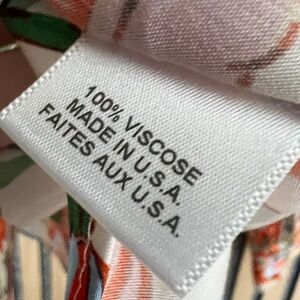 100% VISCOSE
MADE IN U.S.A.
FAITES AUX U.S.A.